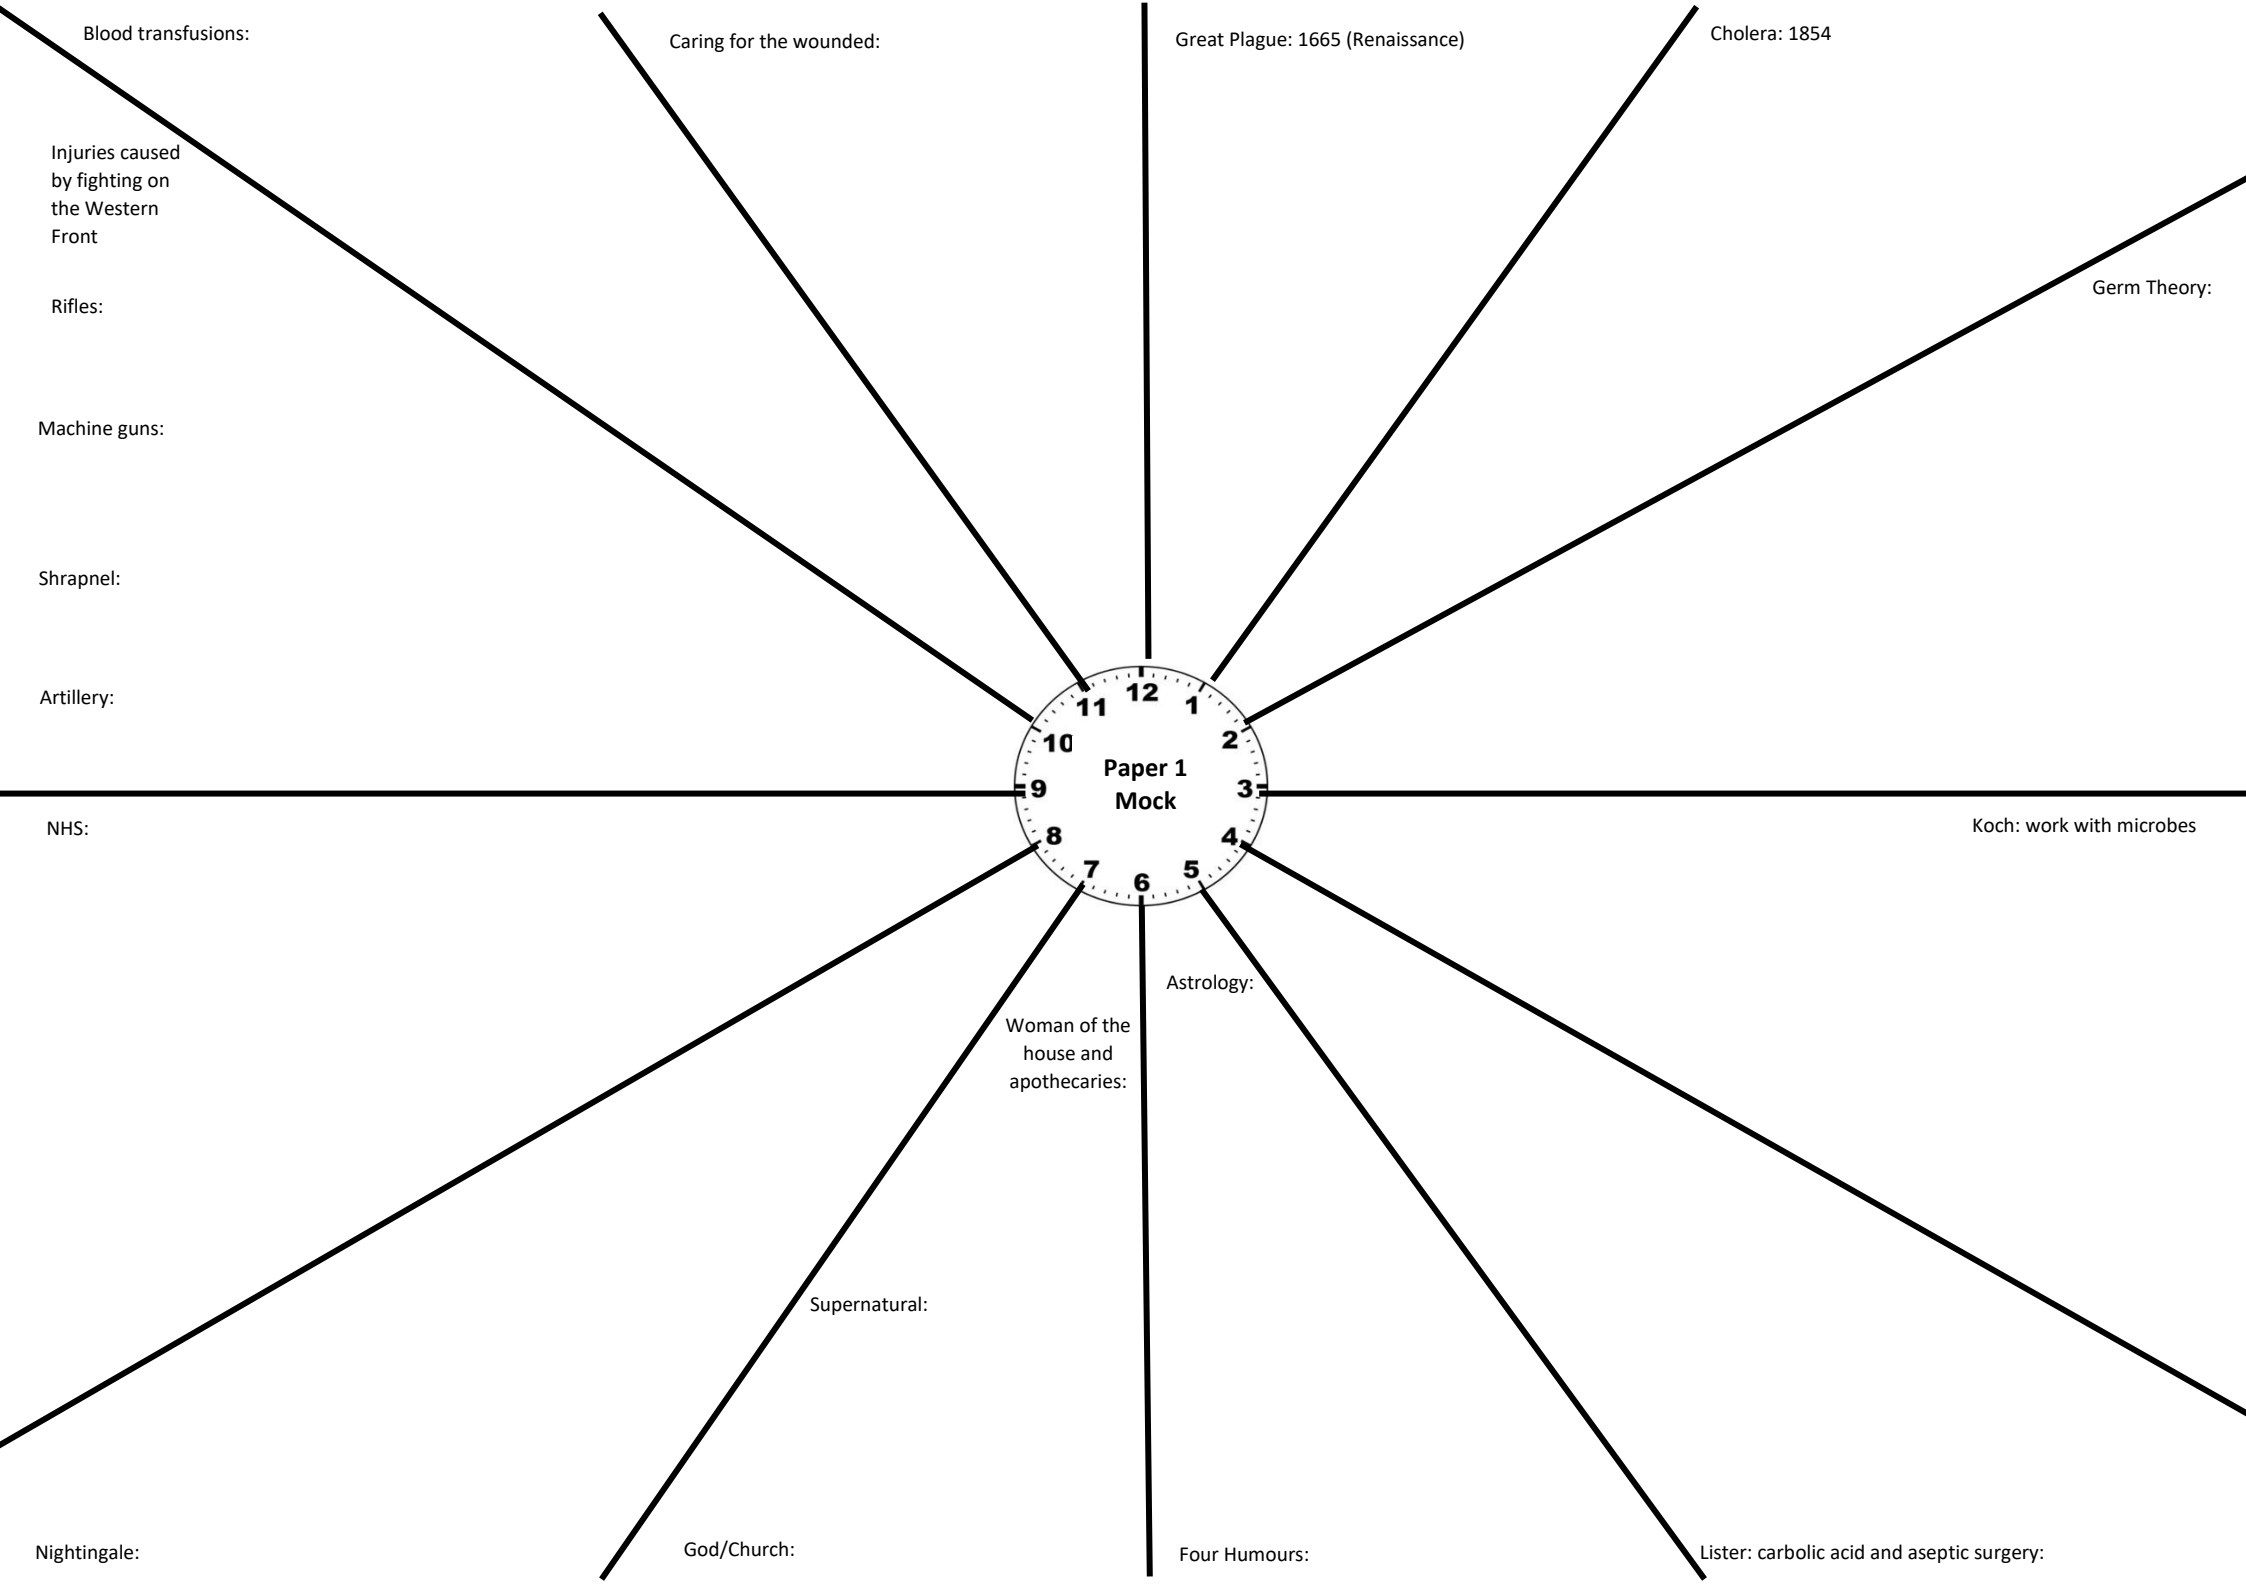 Blood transfusions:
Caring for the wounded:
Great Plague: 1665 (Renaissance)
Cholera: 1854
Injuries caused
by fighting on
the Western
Front
Germ Theory:
Rifles:
Machine guns:
Shrapnel:
Artillery:
12
11
1
10
2
Paper 1
Mock
9
3
8
4
7
5
6
NHS:
Koch: work with microbes
Astrology:
Woman of the
house and
apothecaries:
Supernatural:
Nightingale:
God/Church:
Four Humours:
Lister: carbolic acid and aseptic surgery: